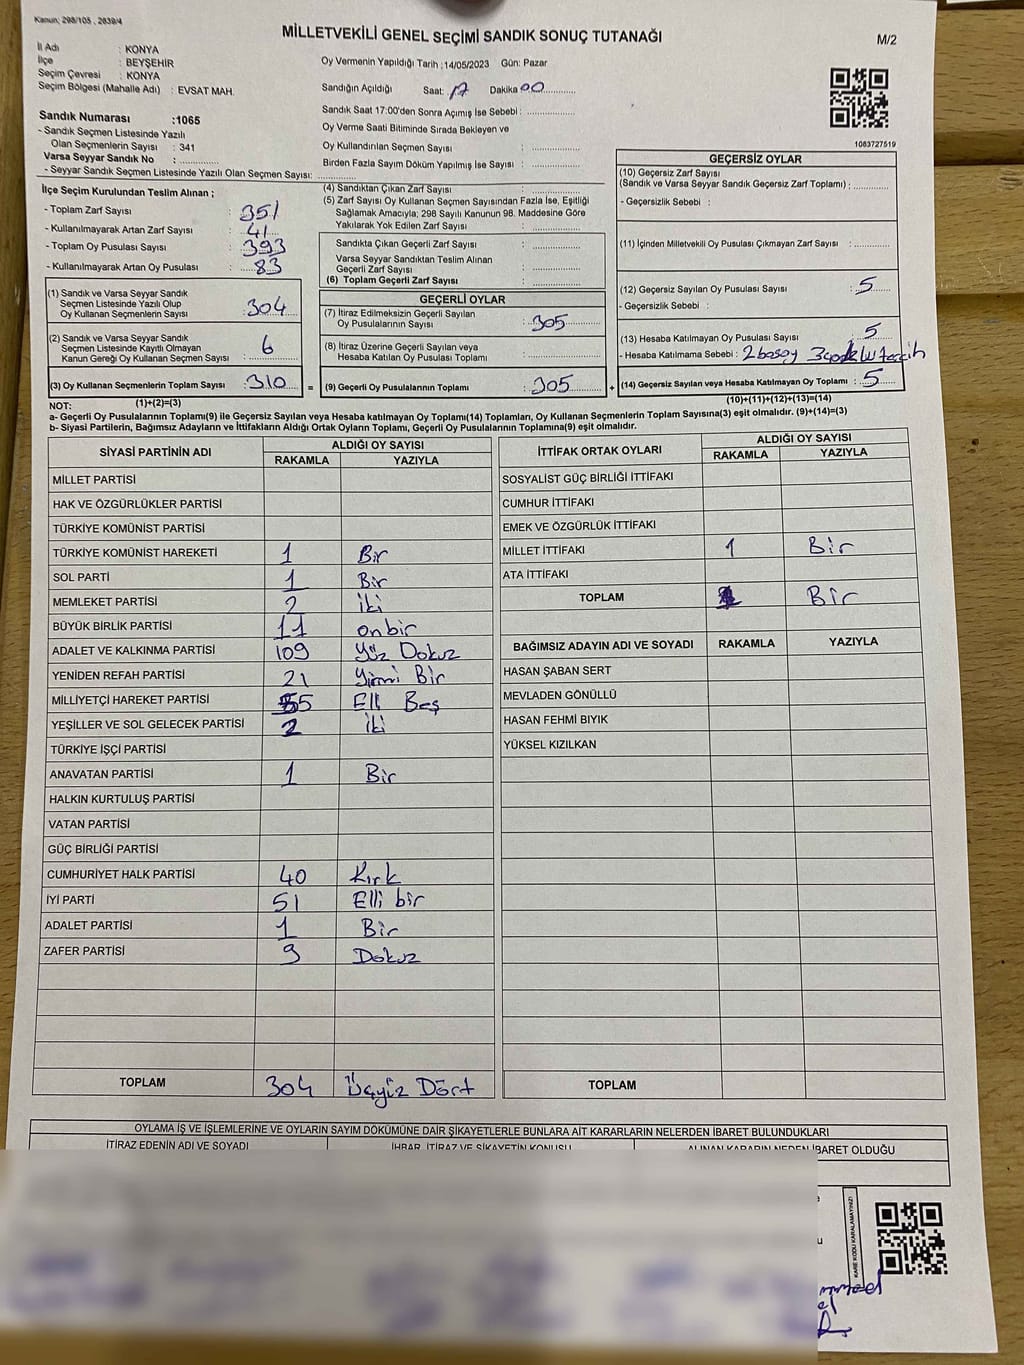 Kanun; 298/105 , 2839/4
MİLLETVEKİLİ GENEL SEÇİMİ SANDIK SONUÇ TUTANAĞI
M/2
İl Adı : KONYA
İlçe : BEYŞEHİR
Seçim Çevresi : KONYA
Seçim Bölgesi (Mahalle Adı) : EVSAT MAH.
Sandık Numarası :1065
- Sandık Seçmen Listesinde Yazılı
Olan Seçmenlerin Sayısı : 341
Varsa Seyyar Sandık No :
- Seyyar Sandık Seçmen Listesinde Yazılı Olan Seçmen Sayısı:
Oy Vermenin Yapıldığı Tarih :14/05/2023 Gün: Pazar
Sandığın Açıldığı Saat: 17 Dakika 00
Sandık Saat 17:00'den Sonra Açımış İse Sebebi :
Oy Verme Saati Bitiminde Sırada Bekleyen ve
Oy Kullandırılan Seçmen Sayısı :
Birden Fazla Sayım Döküm Yapılmış İse Sayısı :
1083727519
İlçe Seçim Kurulundan Teslim Alınan ;
- Toplam Zarf Sayısı : 351
- Kullanılmayarak Artan Zarf Sayısı : 41
- Toplam Oy Pusulası Sayısı : 393
- Kullanılmayarak Artan Oy Pusulası : 83
(4) Sandıktan Çıkan Zarf Sayısı :
(5) Zarf Sayısı Oy Kullanan Seçmen Sayısından Fazla İse, Eşitliği
Sağlamak Amacıyla; 298 Sayılı Kanunun 98. Maddesine Göre
Yakılarak Yok Edilen Zarf Sayısı :
Sandıkta Çıkan Geçerli Zarf Sayısı :
Varsa Seyyar Sandıktan Teslim Alınan
Geçerli Zarf Sayısı :
(6) Toplam Geçerli Zarf Sayısı :
GEÇERSİZ OYLAR
(10) Geçersiz Zarf Sayısı
(Sandık ve Varsa Seyyar Sandık Geçersiz Zarf Toplamı) :
- Geçersizlik Sebebi :
(11) İçinden Milletvekili Oy Pusulası Çıkmayan Zarf Sayısı :
(12) Geçersiz Sayılan Oy Pusulası Sayısı : 5
- Geçersizlik Sebebi :
(13) Hesaba Katılmayan Oy Pusulası Sayısı : 5
- Hesaba Katılmama Sebebi : 2 basay
(14) Geçersiz Sayılan veya Hesaba Katılmayan Oy Toplamı : 5
(10)+(11)+(12)+(13)=(14)
(1) Sandık ve Varsa Seyyar Sandık
Seçmen Listesinde Yazılı Olup
Oy Kullanan Seçmenlerin Sayısı : 304
(2) Sandık ve Varsa Seyyar Sandık
Seçmen Listesinde Kayıtlı Olmayan
Kanun Gereği Oy Kullanan Seçmen Sayısı : 6
(3) Oy Kullanan Seçmenlerin Toplam Sayısı : 310 =
(1)+(2)=(3)
GEÇERLİ OYLAR
(7) İtiraz Edilmeksizin Geçerli Sayılan
Oy Pusulalarının Sayısı : 305
(8) İtiraz Üzerine Geçerli Sayılan veya
Hesaba Katılan Oy Pusulası Toplamı :
(9) Geçerli Oy Pusulalarının Toplamı : 305 +
NOT:
a- Geçerli Oy Pusulalarının Toplamı(9) ile Geçersiz Sayılan veya Hesaba katılmayan Oy Toplamı(14) Toplamları, Oy Kullanan Seçmenlerin Toplam Sayısına(3) eşit olmalıdır. (9)+(14)=(3)
b- Siyasi Partilerin, Bağımsız Adayların ve İttifakların Aldığı Ortak Oyların Toplamı, Geçerli Oy Pusulalarının Toplamına(9) eşit olmalıdır.
SİYASİ PARTİNİN ADI ALDIĞI OY SAYISI
RAKAMLA YAZIYLA
MİLLET PARTİSİ
HAK VE ÖZGÜRLÜKLER PARTİSİ
TÜRKİYE KOMÜNİST PARTİSİ
TÜRKİYE KOMÜNİST HAREKETİ 1 Bir
SOL PARTİ 1 Bir
MEMLEKET PARTİSİ 2 iki
BÜYÜK BİRLİK PARTİSİ 11 onbir
ADALET VE KALKINMA PARTİSİ 109 Yüz Dokuz
YENİDEN REFAH PARTİSİ 21 Yirmi Bir
MİLLİYETÇİ HAREKET PARTİSİ 55 Elli Beş
YEŞİLLER VE SOL GELECEK PARTİSİ 2 iki
TÜRKİYE İŞÇİ PARTİSİ
ANAVATAN PARTİSİ 1 Bir
HALKIN KURTULUŞ PARTİSİ
VATAN PARTİSİ
GÜÇ BİRLİĞİ PARTİSİ
CUMHURİYET HALK PARTİSİ 40 Kırk
İYİ PARTİ 51 Elli bir
ADALET PARTİSİ 1 Bir
ZAFER PARTİSİ 9 Dokuz
TOPLAM 304 Üçyüz Dört
İTTİFAK ORTAK OYLARI ALDIĞI OY SAYISI
RAKAMLA YAZIYLA
SOSYALİST GÜÇ BİRLİĞİ İTTİFAKI
CUMHUR İTTİFAKI
EMEK VE ÖZGÜRLÜK İTTİFAKI
MİLLET İTTİFAKI 1 Bir
ATA İTTİFAKI
TOPLAM 1 Bir
BAĞIMSIZ ADAYIN ADI VE SOYADI RAKAMLA YAZIYLA
HASAN ŞABAN SERT
MEVLADEN GÖNÜLLÜ
HASAN FEHMİ BIYIK
YÜKSEL KIZILKAN
TOPLAM
OYLAMA İŞ VE İŞLEMLERİNE VE OYLARIN SAYIM DÖKÜMÜNE DAİR ŞİKAYETLERLE BUNLARA AİT KARARLARIN NELERDEN İBARET BULUNDUKLARI
İTİRAZ EDENİN ADI VE SOYADI İHBAR, İTİRAZ VE ŞİKAYETİN KONUSU ALINAN KARARIN NEDEN İBARET OLDUĞU
KARE KODU KARALAMAYINIZ!